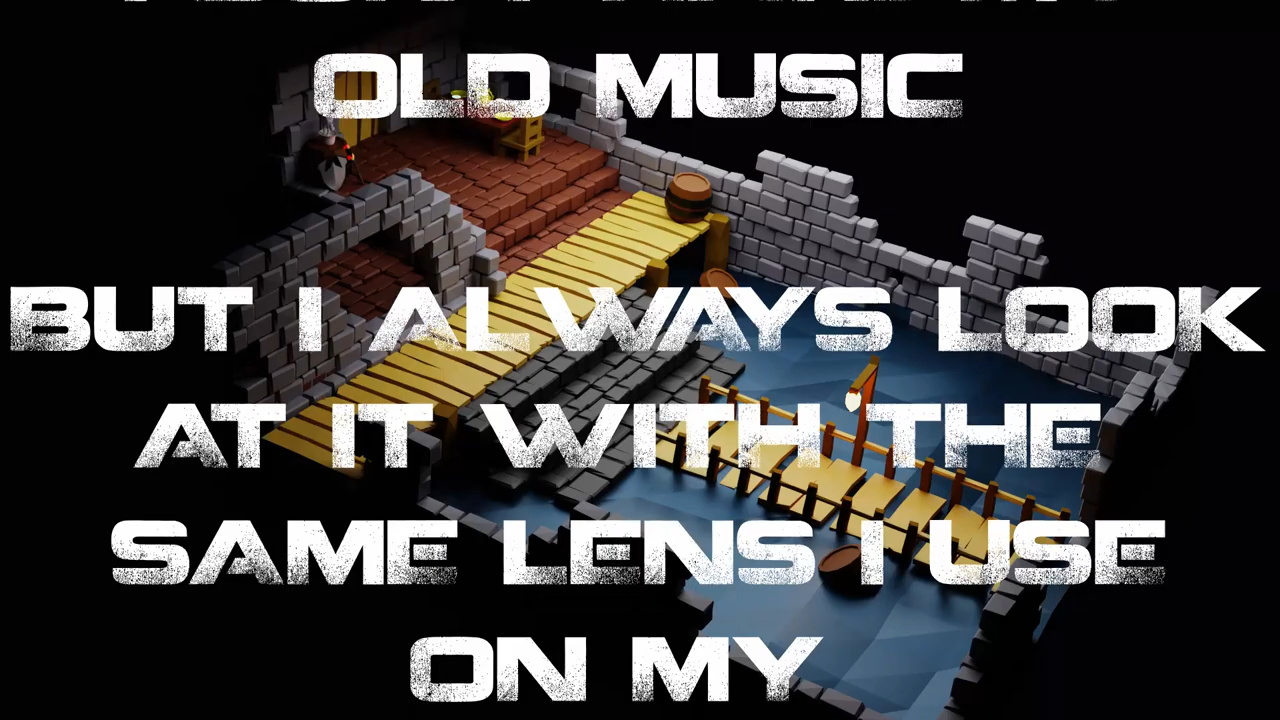 OLD MUSIC
BUT I ALWAYS LOOK
AT IT WITH THE
SAME LENS I USE
ON MY